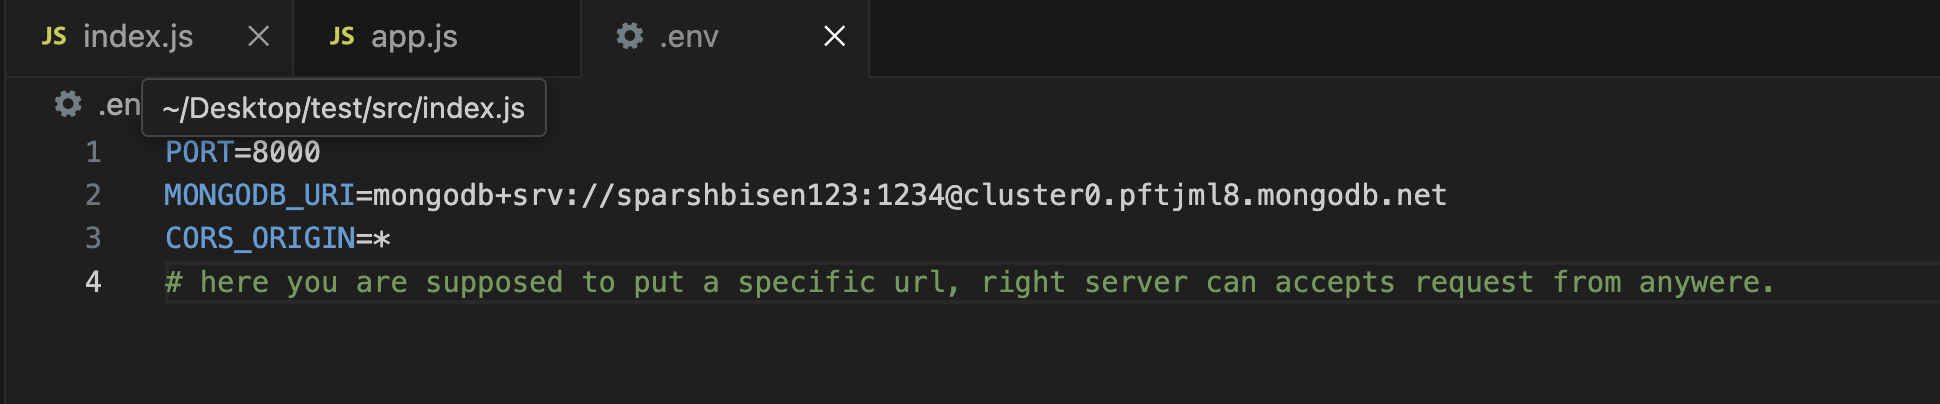 JS index.js
JS app.js
.env
.en
~/Desktop/test/src/index.js
1 PORT=8000
2 MONGODB_URI=mongodb+srv://sparshbisen123:1234@cluster0.pftjml8.mongodb.net
3 CORS_ORIGIN=*
4 # here you are supposed to put a specific url, right server can accepts request from anywere.